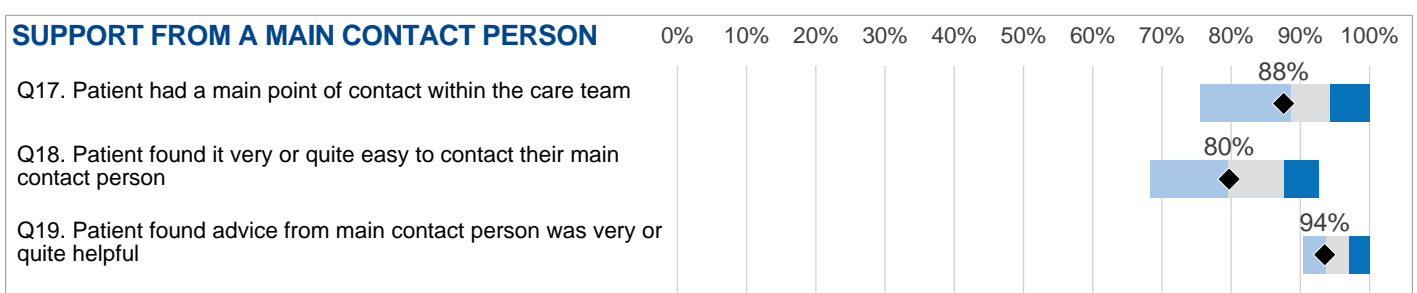 SUPPORT FROM A MAIN CONTACT PERSON 0% 10% 20% 30% 40% 50% 60% 70% 80% 90% 100%
88%
Q17. Patient had a main point of contact within the care team
80%
Q18. Patient found it very or quite easy to contact their main
contact person
94%
Q19. Patient found advice from main contact person was very or
quite helpful